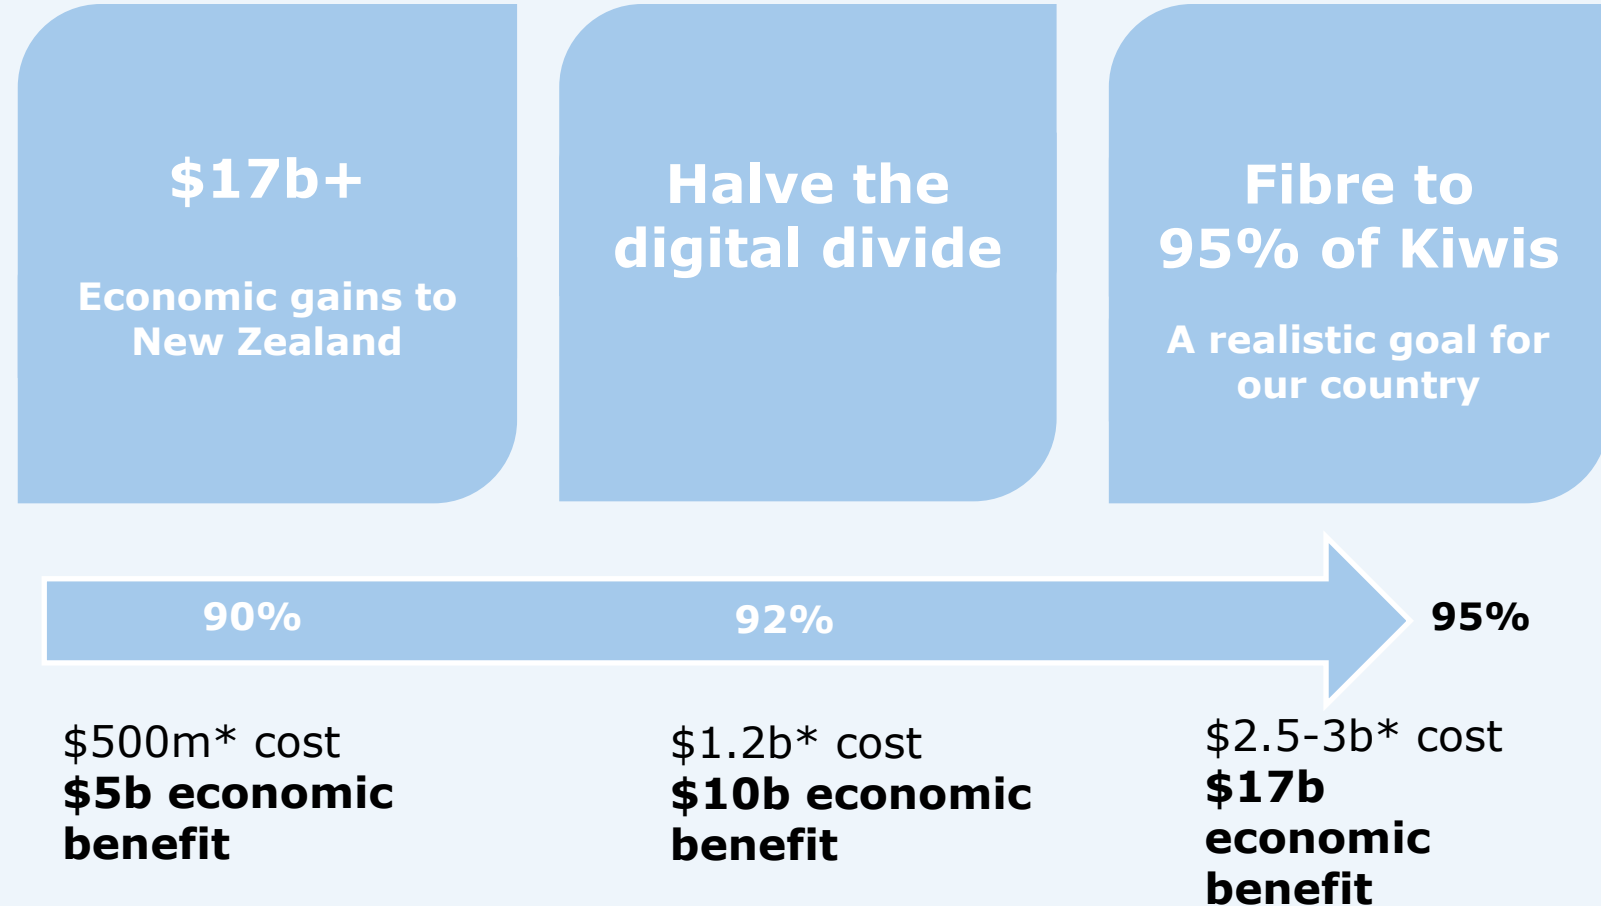 $17b+
Economic gains to
New Zealand
Halve the
digital divide
Fibre to
95% of Kiwis
A realistic goal for
our country
90%
92%
95%
$500m* cost
$5b economic
benefit
$1.2b* cost
$10b economic
benefit
$2.5-3b* cost
$17b
economic
benefit